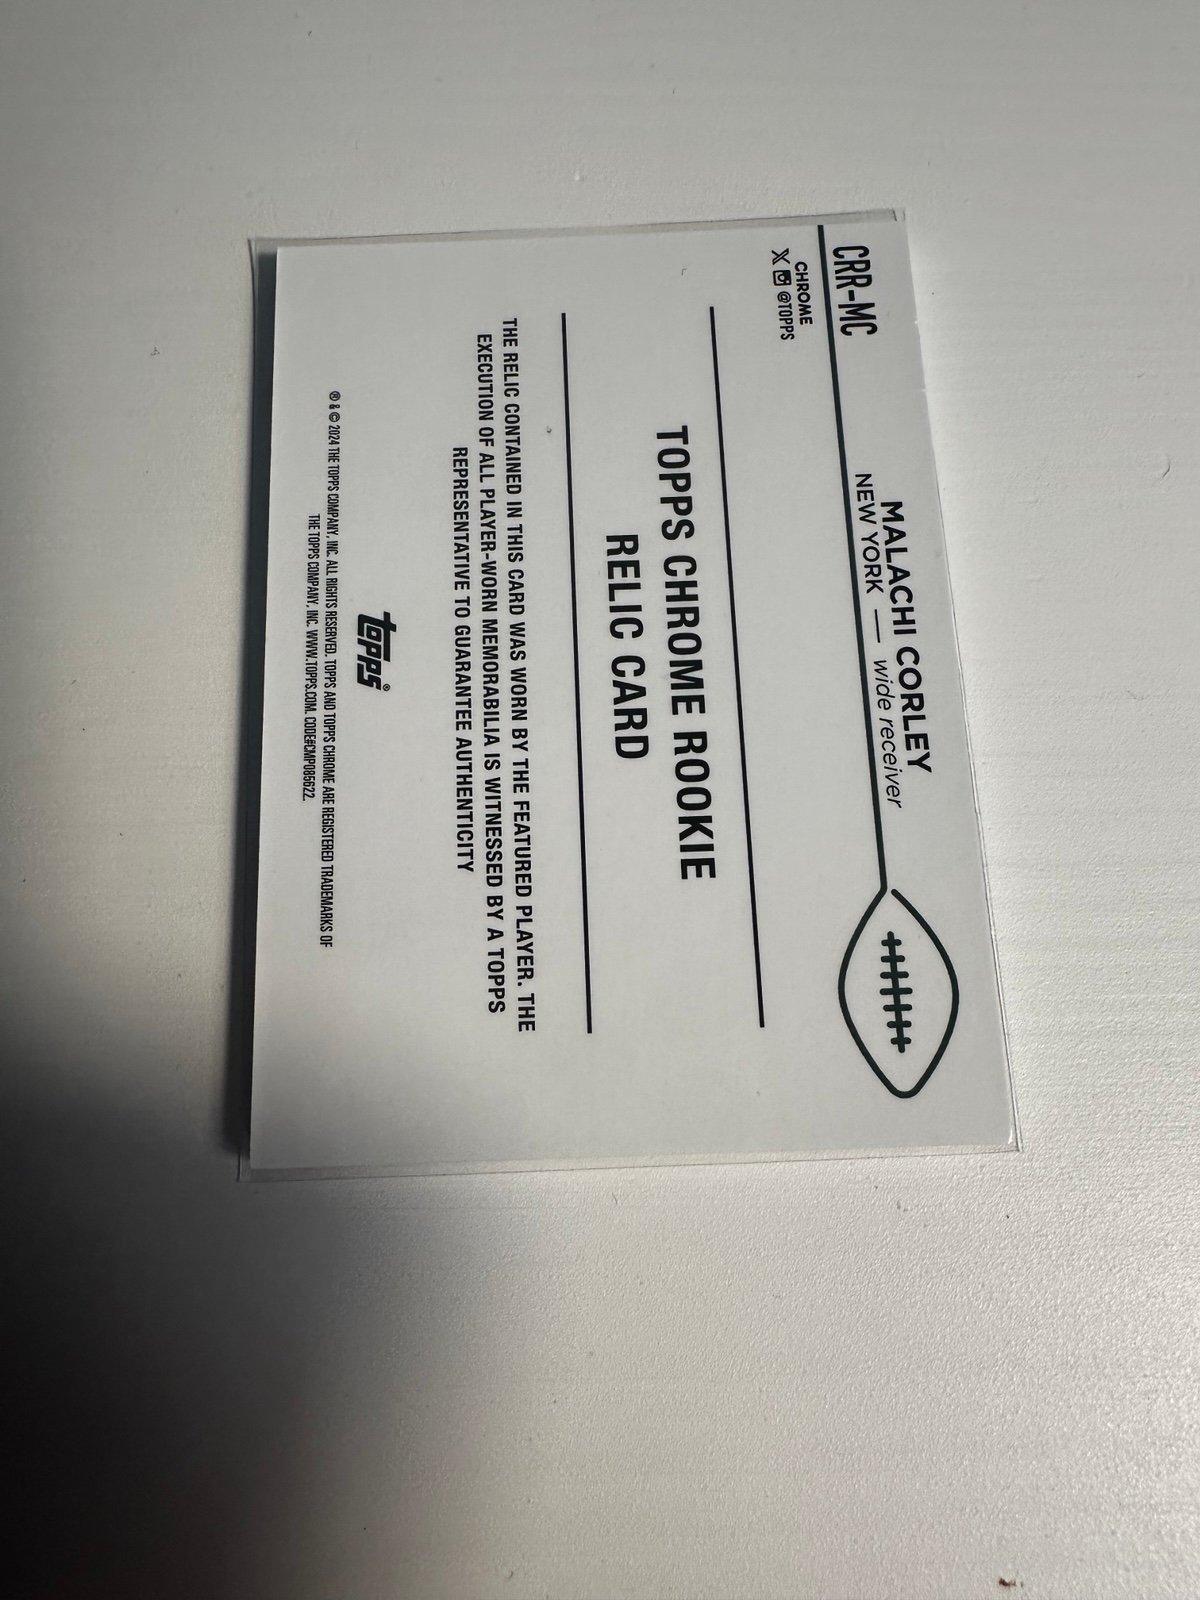 CRR-MC
MALACHI CORLEY
NEW YORK — wide receiver
CHROME
X @TOPPS
TOPPS CHROME ROOKIE
RELIC CARD
THE RELIC CONTAINED IN THIS CARD WAS WORN BY THE FEATURED PLAYER. THE
EXECUTION OF ALL PLAYER-WORN MEMORABILIA IS WITNESSED BY A TOPPS
REPRESENTATIVE TO GUARANTEE AUTHENTICITY
topps®
® & © 2024 THE TOPPS COMPANY, INC. ALL RIGHTS RESERVED. TOPPS AND TOPPS CHROME ARE REGISTERED TRADEMARKS OF
THE TOPPS COMPANY, INC. WWW.TOPPS.COM. CODE#CMP085622.